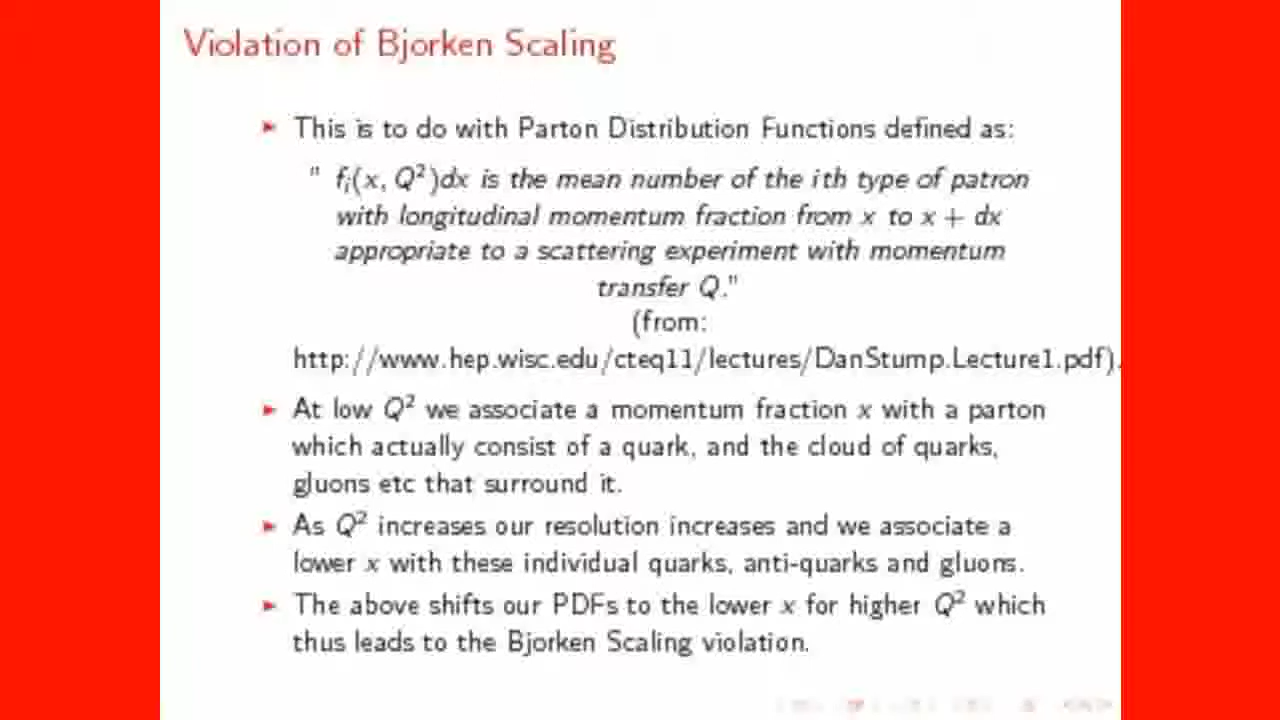 Violation of Bjorken Scaling
► This is to do with Parton Distribution Functions defined as:
" fᵢ(x, Q²)dx is the mean number of the ith type of patron
with longitudinal momentum fraction from x to x + dx
appropriate to a scattering experiment with momentum
transfer Q."
(from:
http://www.hep.wisc.edu/cteq11/lectures/DanStump.Lecture1.pdf).
► At low Q² we associate a momentum fraction x with a parton
which actually consist of a quark, and the cloud of quarks,
gluons etc that surround it.
► As Q² increases our resolution increases and we associate a
lower x with these individual quarks, anti-quarks and gluons.
► The above shifts our PDFs to the lower x for higher Q² which
thus leads to the Bjorken Scaling violation.